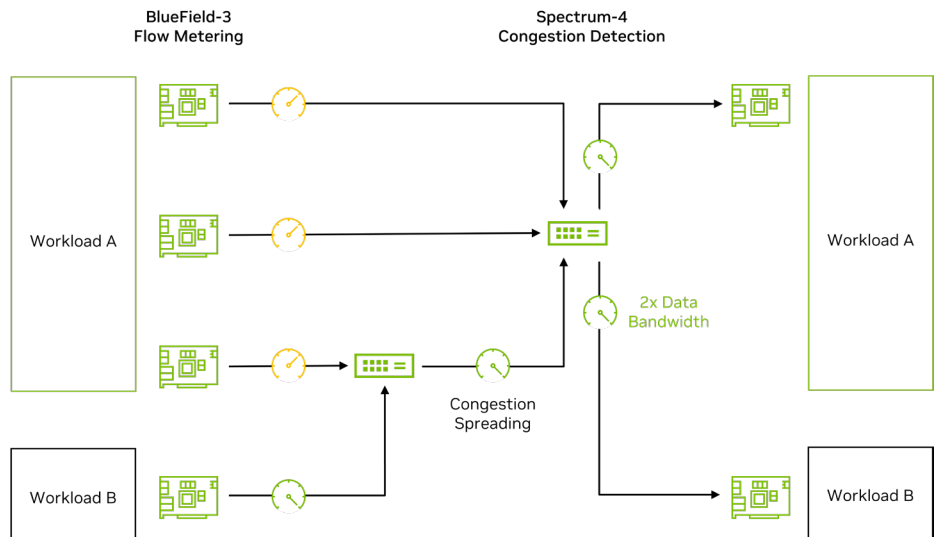 BlueField-3
Flow Metering
Spectrum-4
Congestion Detection
Workload A
Workload A
2x Data
Bandwidth
Congestion
Spreading
Workload B
Workload B